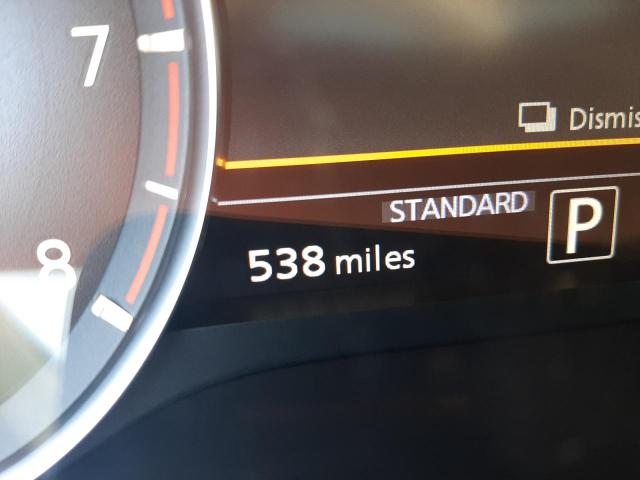 7
Dismis
STANDARD P
538 miles
8